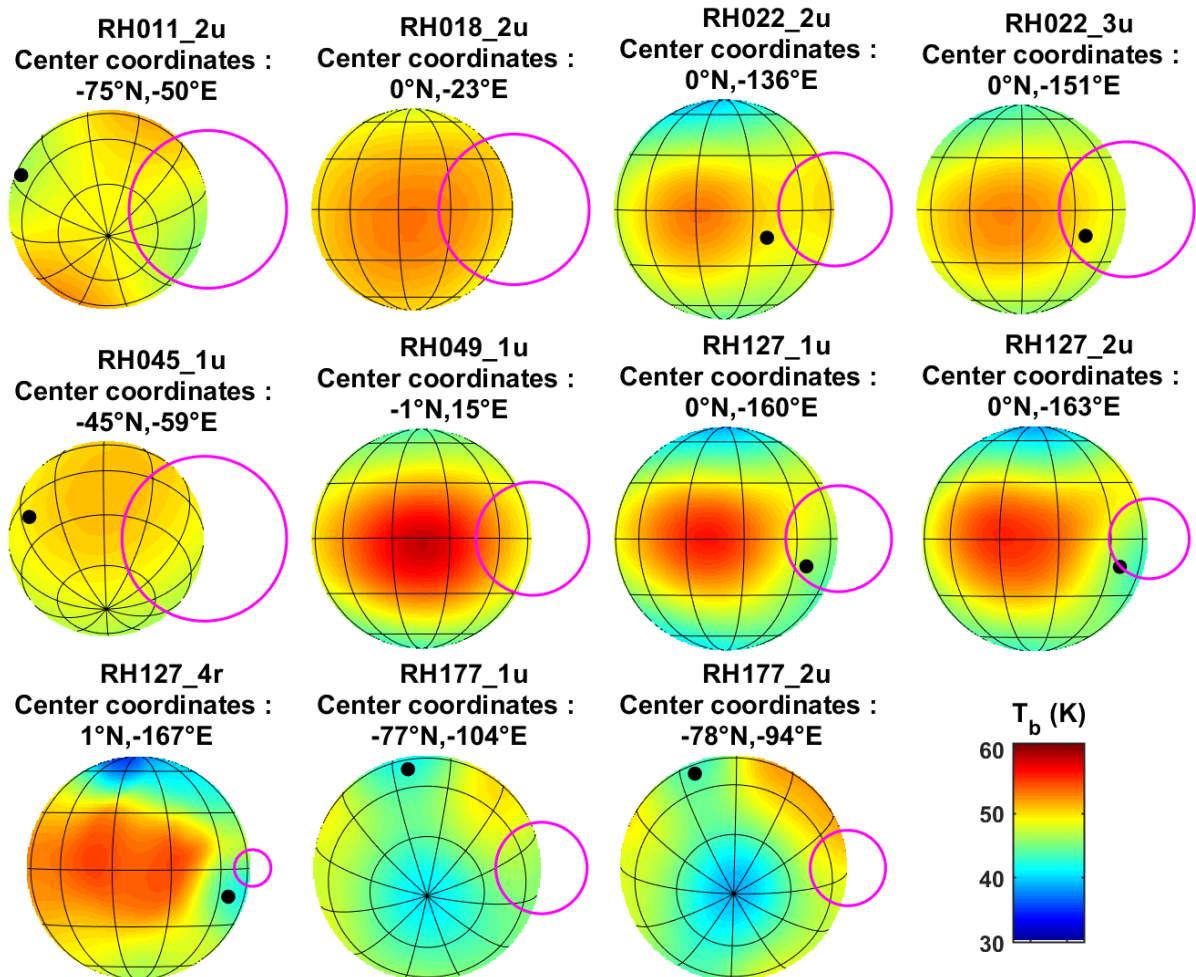 RH011_2u
Center coordinates :
-75°N,-50°E
RH018_2u
Center coordinates :
0°N,-23°E
RH022_2u
Center coordinates :
0°N,-136°E
RH022_3u
Center coordinates :
0°N,-151°E
RH045_1u
Center coordinates :
-45°N,-59°E
RH049_1u
Center coordinates :
-1°N,15°E
RH127_1u
Center coordinates :
0°N,-160°E
RH127_2u
Center coordinates :
0°N,-163°E
RH127_4r
Center coordinates :
1°N,-167°E
RH177_1u
Center coordinates :
-77°N,-104°E
RH177_2u
Center coordinates :
-78°N,-94°E
T_b (K)
60
50
40
30